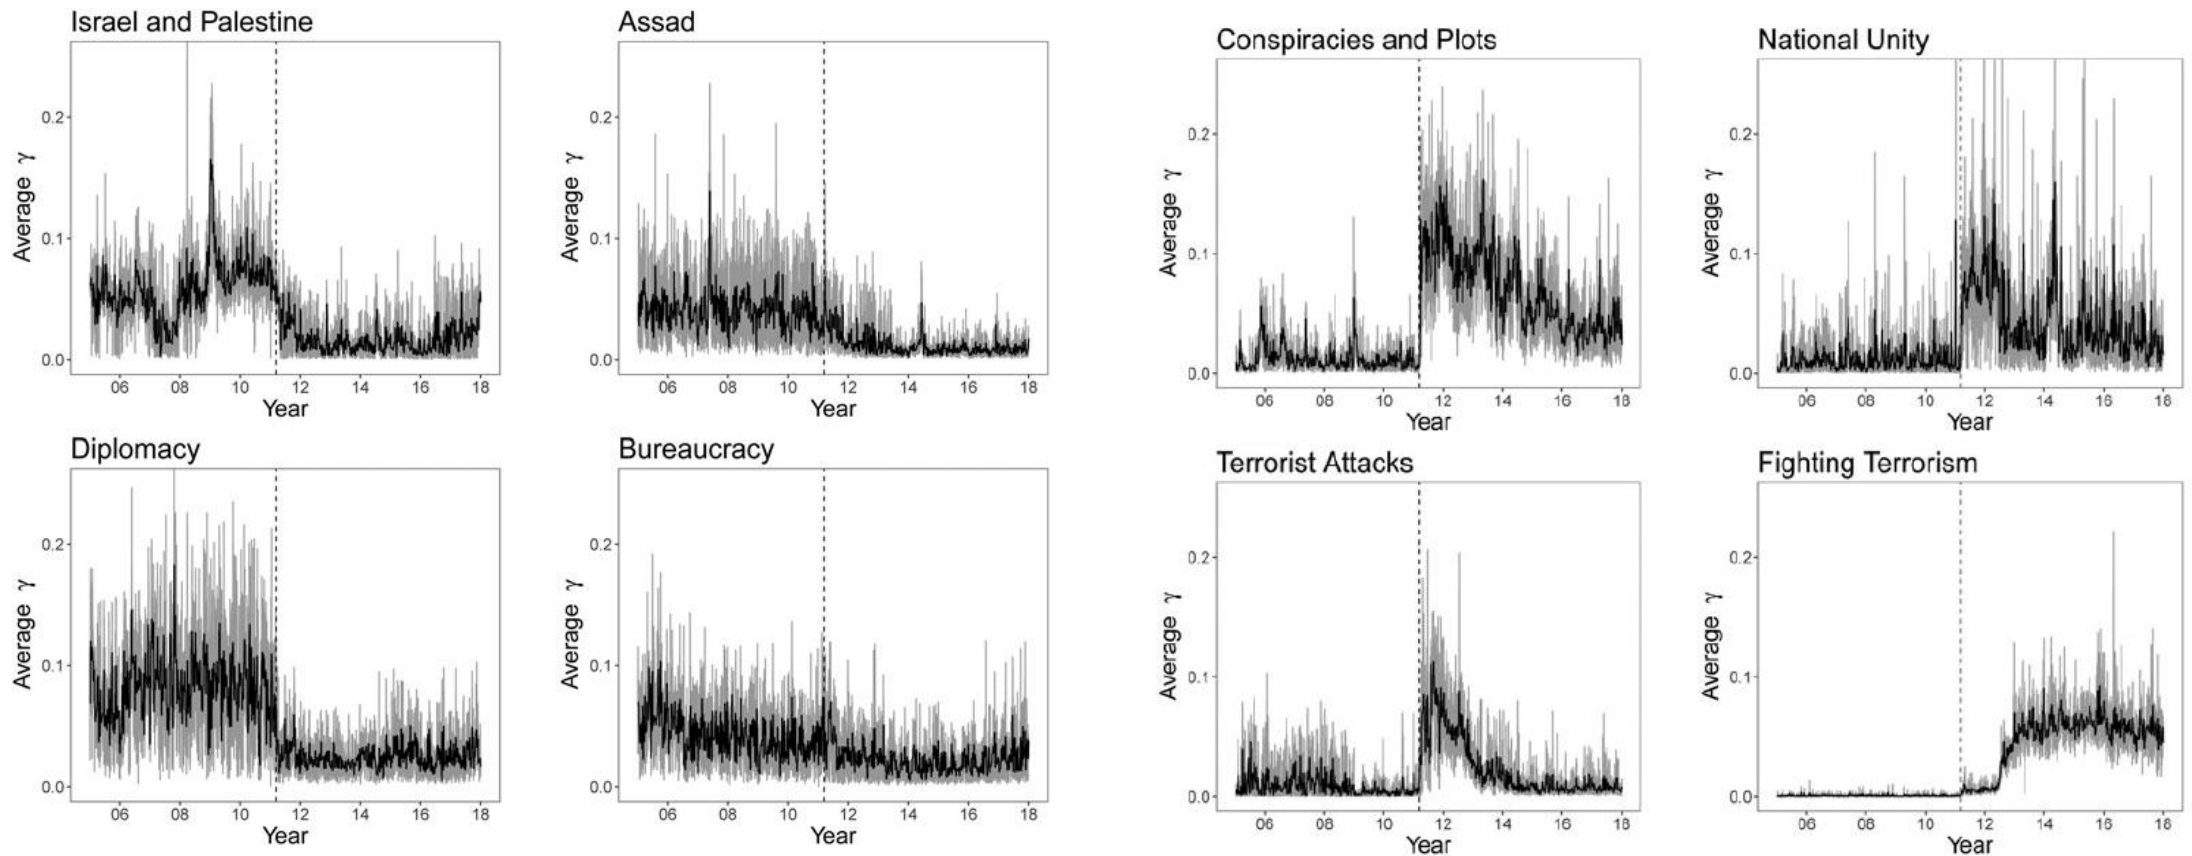 Israel and Palestine
Average γ
0.2
0.1
0.0
06 08 10 12 14 16 18
Year
Assad
Average γ
0.2
0.1
0.0
06 08 10 12 14 16 18
Year
Conspiracies and Plots
Average γ
0.2
0.1
0.0
06 08 10 12 14 16 18
Year
National Unity
Average γ
0.2
0.1
0.0
06 08 10 12 14 16 18
Year
Diplomacy
Average γ
0.2
0.1
0.0
06 08 10 12 14 16 18
Year
Bureaucracy
Average γ
0.2
0.1
0.0
06 08 10 12 14 16 18
Year
Terrorist Attacks
Average γ
0.2
0.1
0.0
06 08 10 12 14 16 18
Year
Fighting Terrorism
Average γ
0.2
0.1
0.0
06 08 10 12 14 16 18
Year